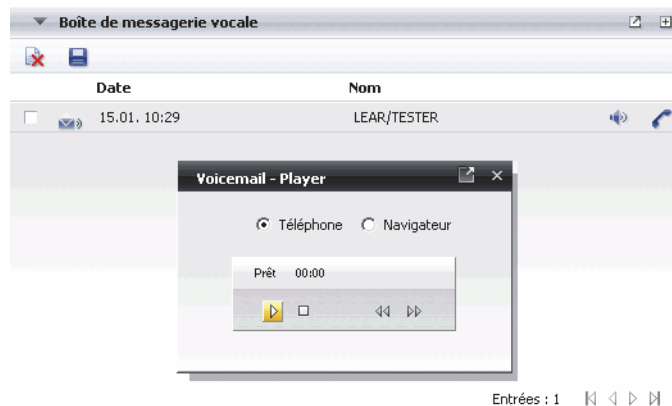 Boîte de messagerie vocale
Date Nom
15.01. 10:29 LEAR/TESTER
Voicemail - Player
Téléphone Navigateur
Prêt 00:00
Entrées : 1